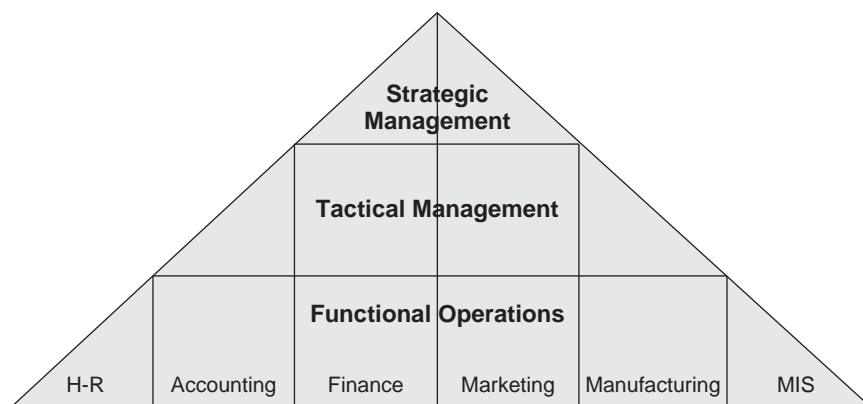 Strategic
Management
Tactical Management
Functional Operations
H-R Accounting Finance Marketing Manufacturing MIS